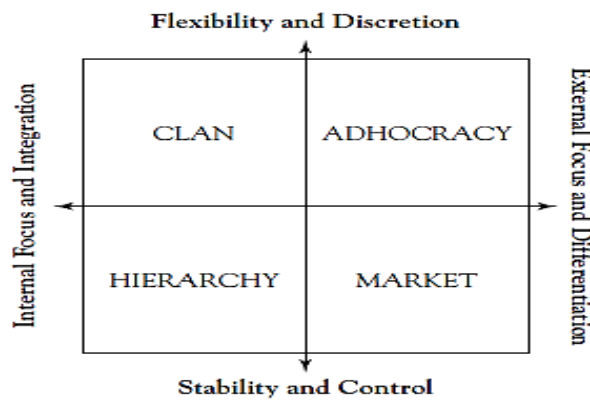 Flexibility and Discretion
Internal Focus and Integration
External Focus and Differentiation
CLAN
ADHOCRACY
HIERARCHY
MARKET
Stability and Control